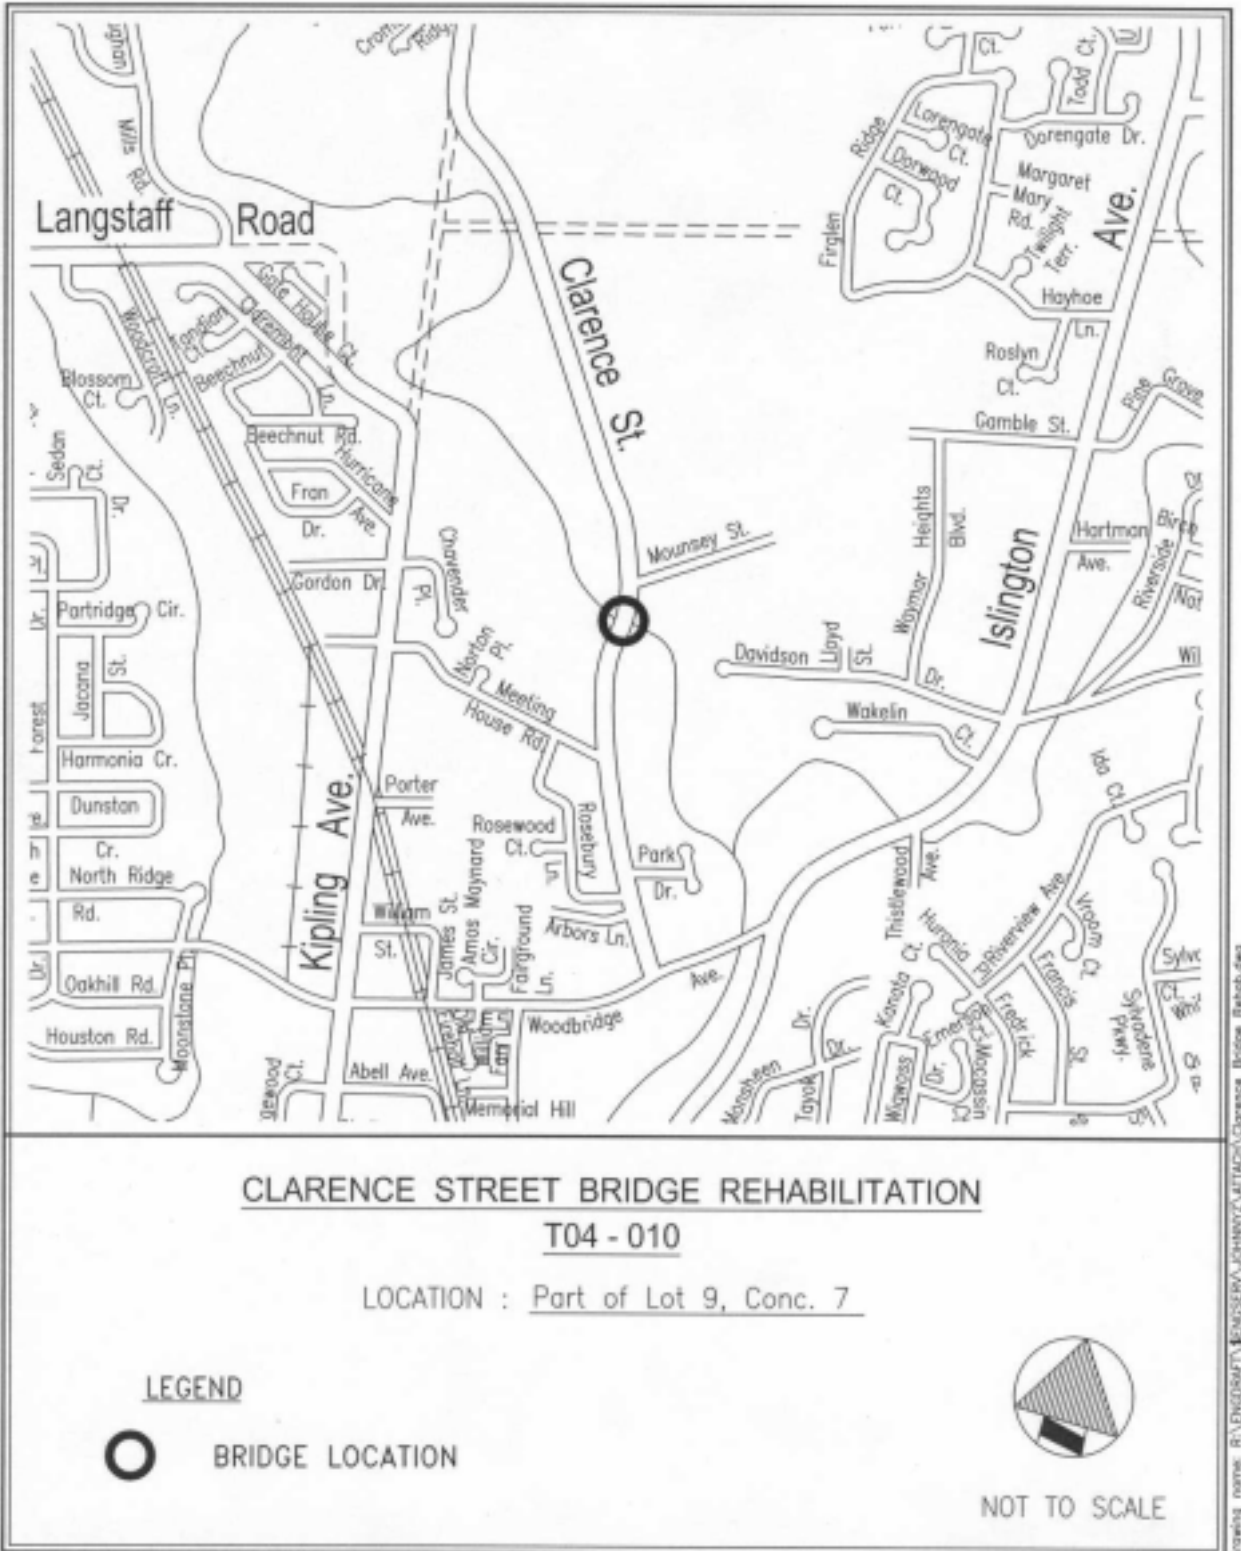 Mills Rd.
Langstaff Road
Gate House Ct.
Woodcroft Ln.
Blossom Ct.
Beechnut
Ln.
Beechnut Rd.
Hurricane Ave.
Fran Dr.
Sedan Ct.
Dr.
Gordon Dr.
Chavender Pl.
Partridge Cir.
Jacana St.
Harmonia Cr.
Dunston Cr.
North Ridge Rd.
Oakhill Rd.
Houston Rd.
Moonstone Pl.
Kipling Ave.
Porter Ave.
William St.
James St.
Amos Maynard Cir.
Fairground Ln.
Abell Ave.
Memorial Hill
Woodbridge Ave.
Norton Pl.
Meeting House Rd.
Rosewood Ct.
Rosebury Ln.
Park Dr.
Arbors Ln.
Clarence St.
Mounsey St.
Ridge
Firglen
Lorengate Ct.
Dorwood Ct.
Ct.
Todd Ct.
Dorengate Dr.
Margaret Mary Rd.
Twilight Terr.
Hayhoe Ln.
Roslyn Ct.
Gamble St.
Pine Grove
Islington Ave.
Hartman Ave.
Birch
Riverside
Waymar Heights Blvd.
Davidson Dr.
Lloyd St.
Wakelin Ct.
Wil
Ida Ct.
Thistlewood Ave.
Huronia Ct.
Riverview Ave.
Vroom Ct.
Francis St.
Fredrick
Kanata
Moccassin Ct.
Wigwoss Dr.
Monsheen Dr.
Tayok Dr.
Sylvadene Pkwy.
CLARENCE STREET BRIDGE REHABILITATION
T04 - 010
LOCATION : Part of Lot 9, Conc. 7
LEGEND
BRIDGE LOCATION
NOT TO SCALE